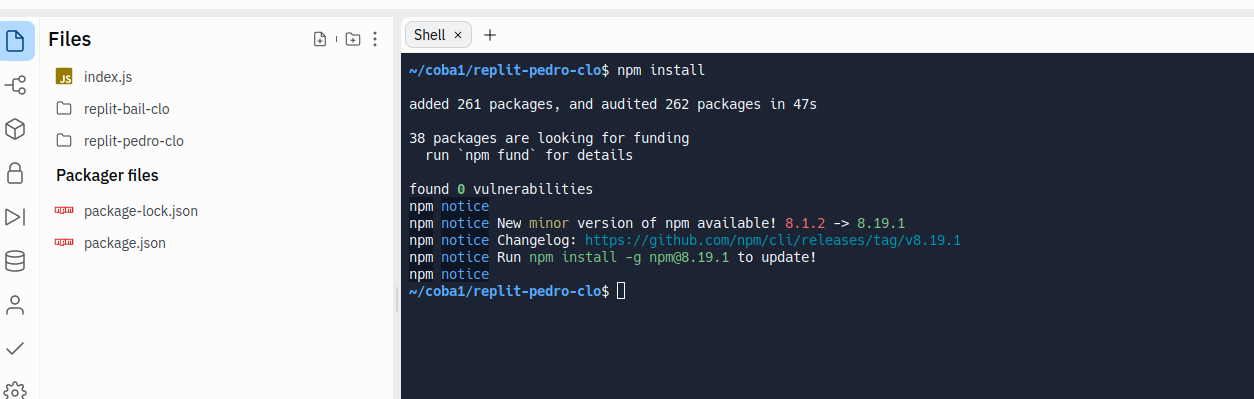 Files
JS index.js
replit-bail-clo
replit-pedro-clo
Packager files
npm package-lock.json
npm package.json
Shell × +
~/coba1/replit-pedro-clo$ npm install
added 261 packages, and audited 262 packages in 47s
38 packages are looking for funding
run `npm fund` for details
found 0 vulnerabilities
npm notice
npm notice New minor version of npm available! 8.1.2 -> 8.19.1
npm notice Changelog: https://github.com/npm/cli/releases/tag/v8.19.1
npm notice Run npm install -g npm@8.19.1 to update!
npm notice
~/coba1/replit-pedro-clo$